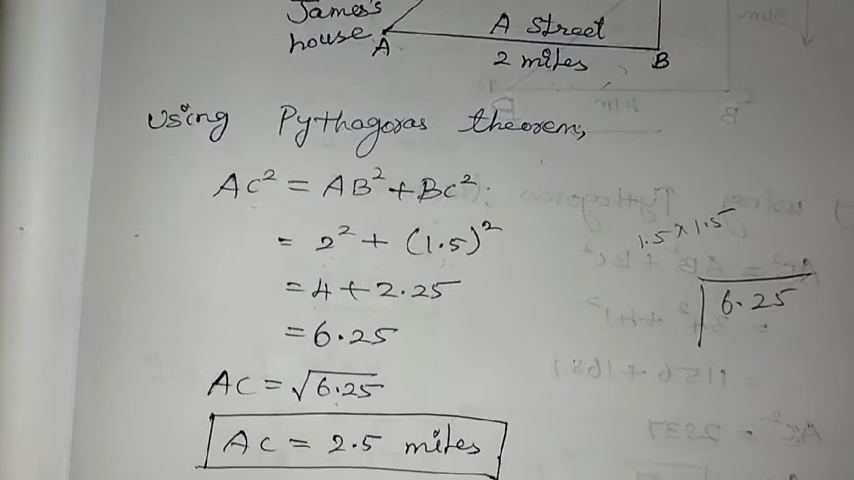 James's
house
A
A Street
2 miles
B
Using Pythagoras theorem,
AC² = AB² + BC²
= 2² + (1.5)²
= 4 + 2.25
= 6.25
AC = √6.25
AC = 2.5 miles
1.5 x 1.5
6.25